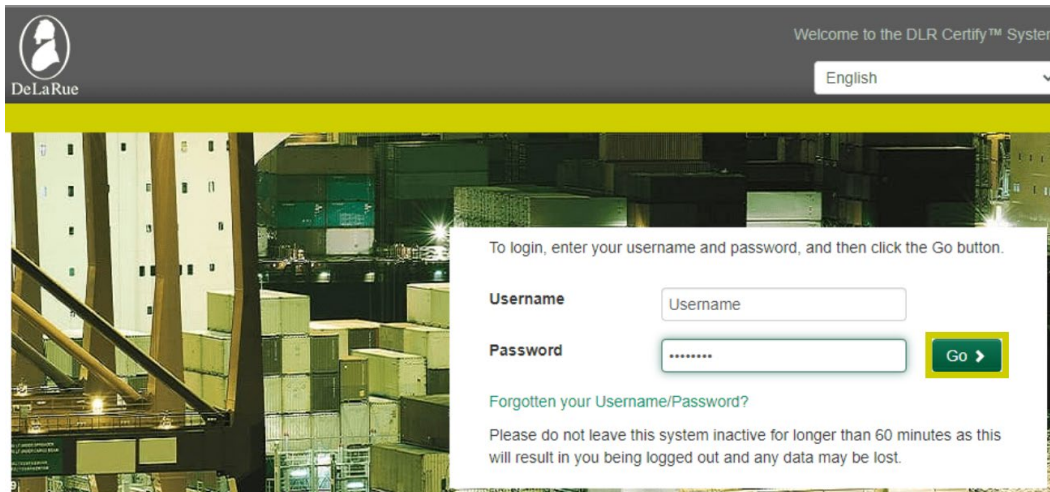 Welcome to the DLR Certify™ System
DeLaRue
English
To login, enter your username and password, and then click the Go button.
Username
Username
Password
••••••••
Go
Forgotten your Username/Password?
Please do not leave this system inactive for longer than 60 minutes as this
will result in you being logged out and any data may be lost.